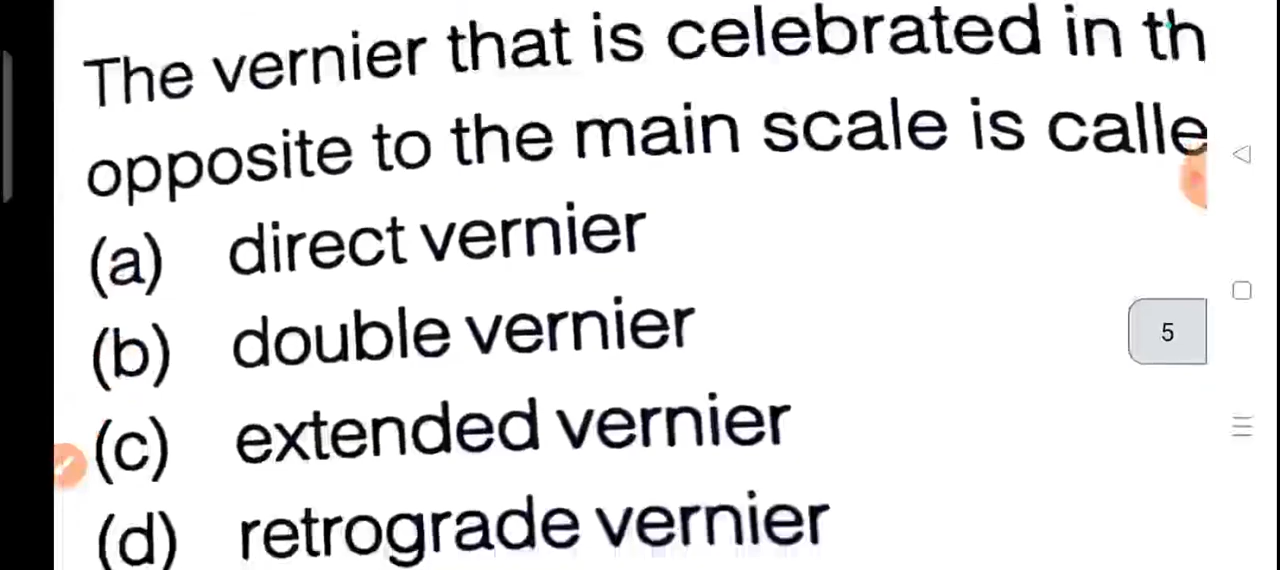 The vernier that is celebrated in th
opposite to the main scale is calle
(a) direct vernier
(b) double vernier
5
(c) extended vernier
(d) retrograde vernier